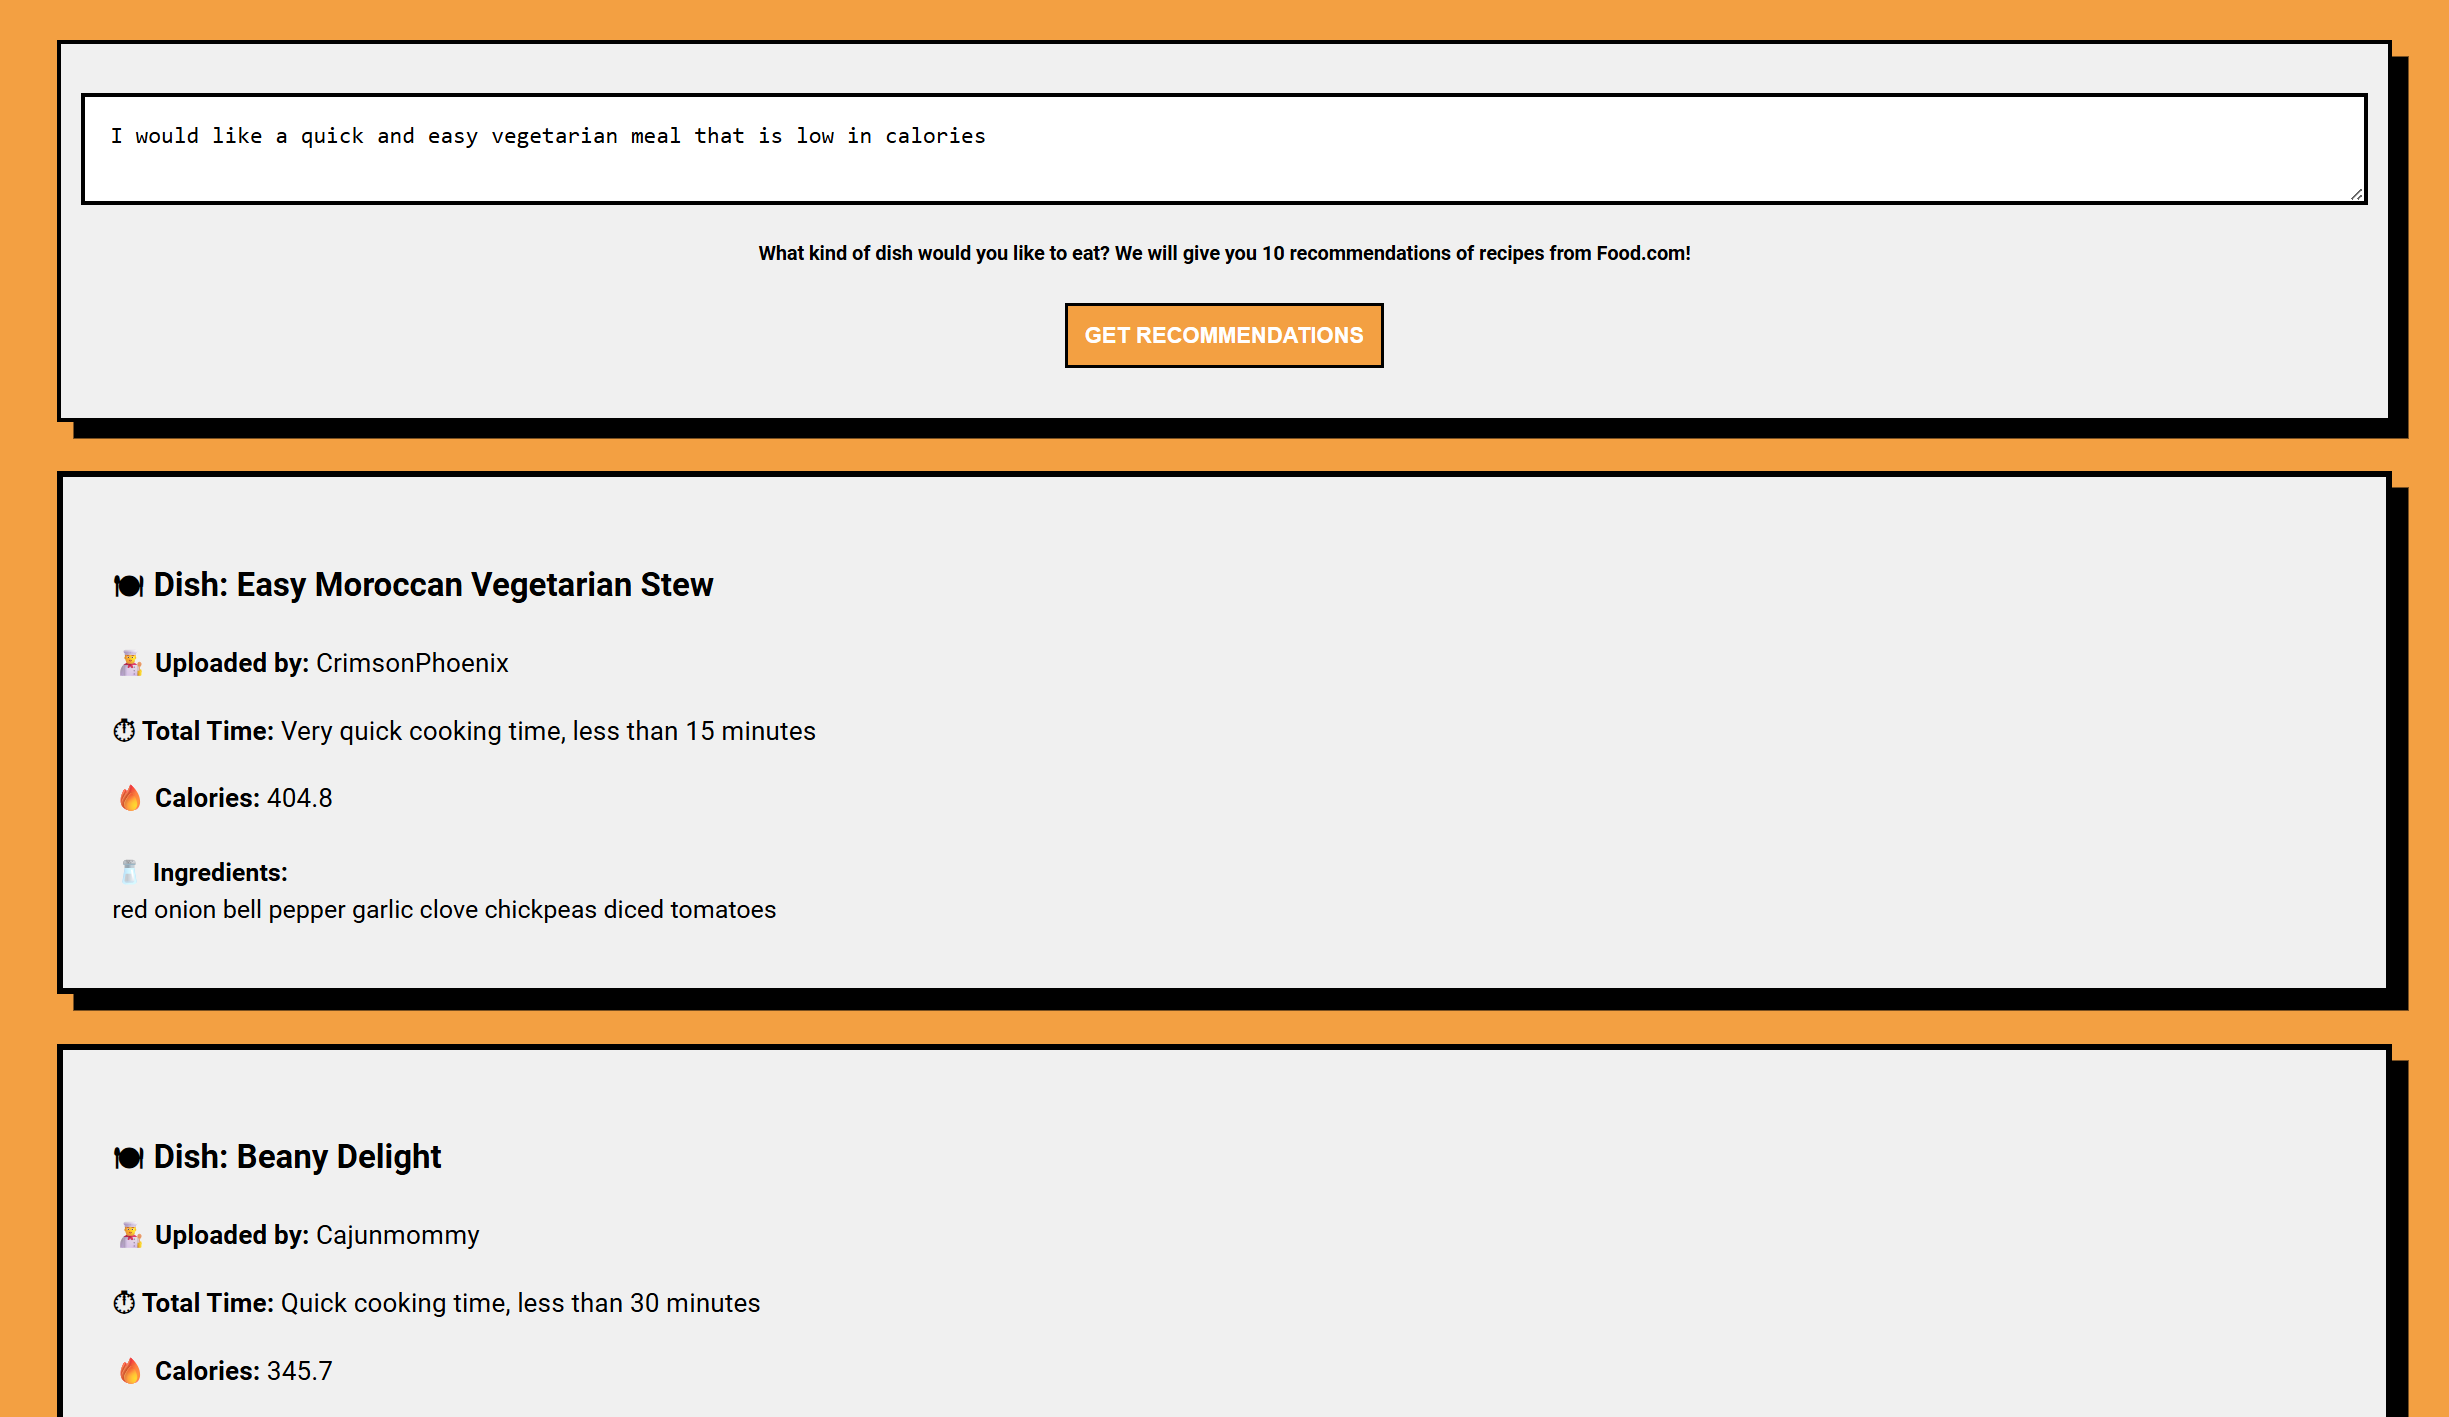 I would like a quick and easy vegetarian meal that is low in calories
What kind of dish would you like to eat? We will give you 10 recommendations of recipes from Food.com!
GET RECOMMENDATIONS
🍽 Dish: Easy Moroccan Vegetarian Stew
🧑‍🍳 Uploaded by: CrimsonPhoenix
⏱ Total Time: Very quick cooking time, less than 15 minutes
🔥 Calories: 404.8
🧂 Ingredients:
red onion bell pepper garlic clove chickpeas diced tomatoes
🍽 Dish: Beany Delight
🧑‍🍳 Uploaded by: Cajunmommy
⏱ Total Time: Quick cooking time, less than 30 minutes
🔥 Calories: 345.7